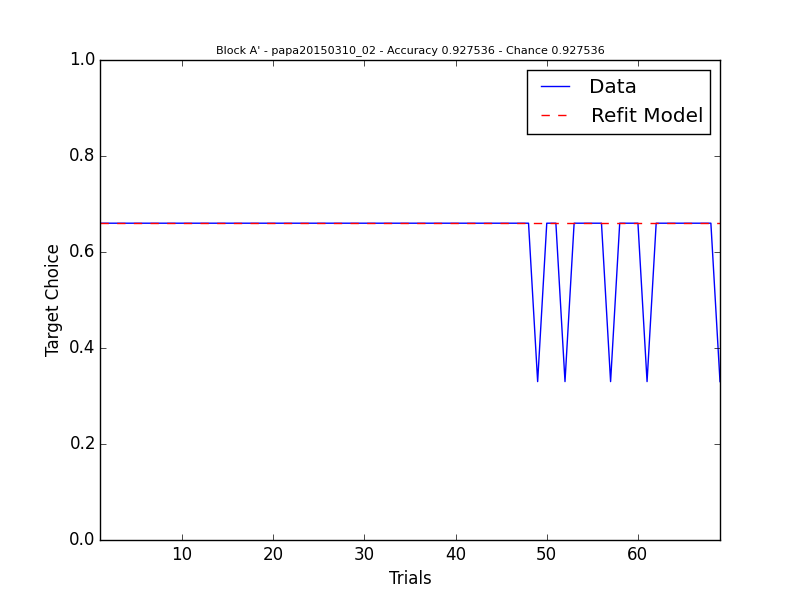 Block A' - papa20150310_02 - Accuracy 0.927536 - Chance 0.927536
1.0
Data
Refit Model
0.8
0.6
Target Choice
0.4
0.2
0.0
10 20 30 40 50 60
Trials